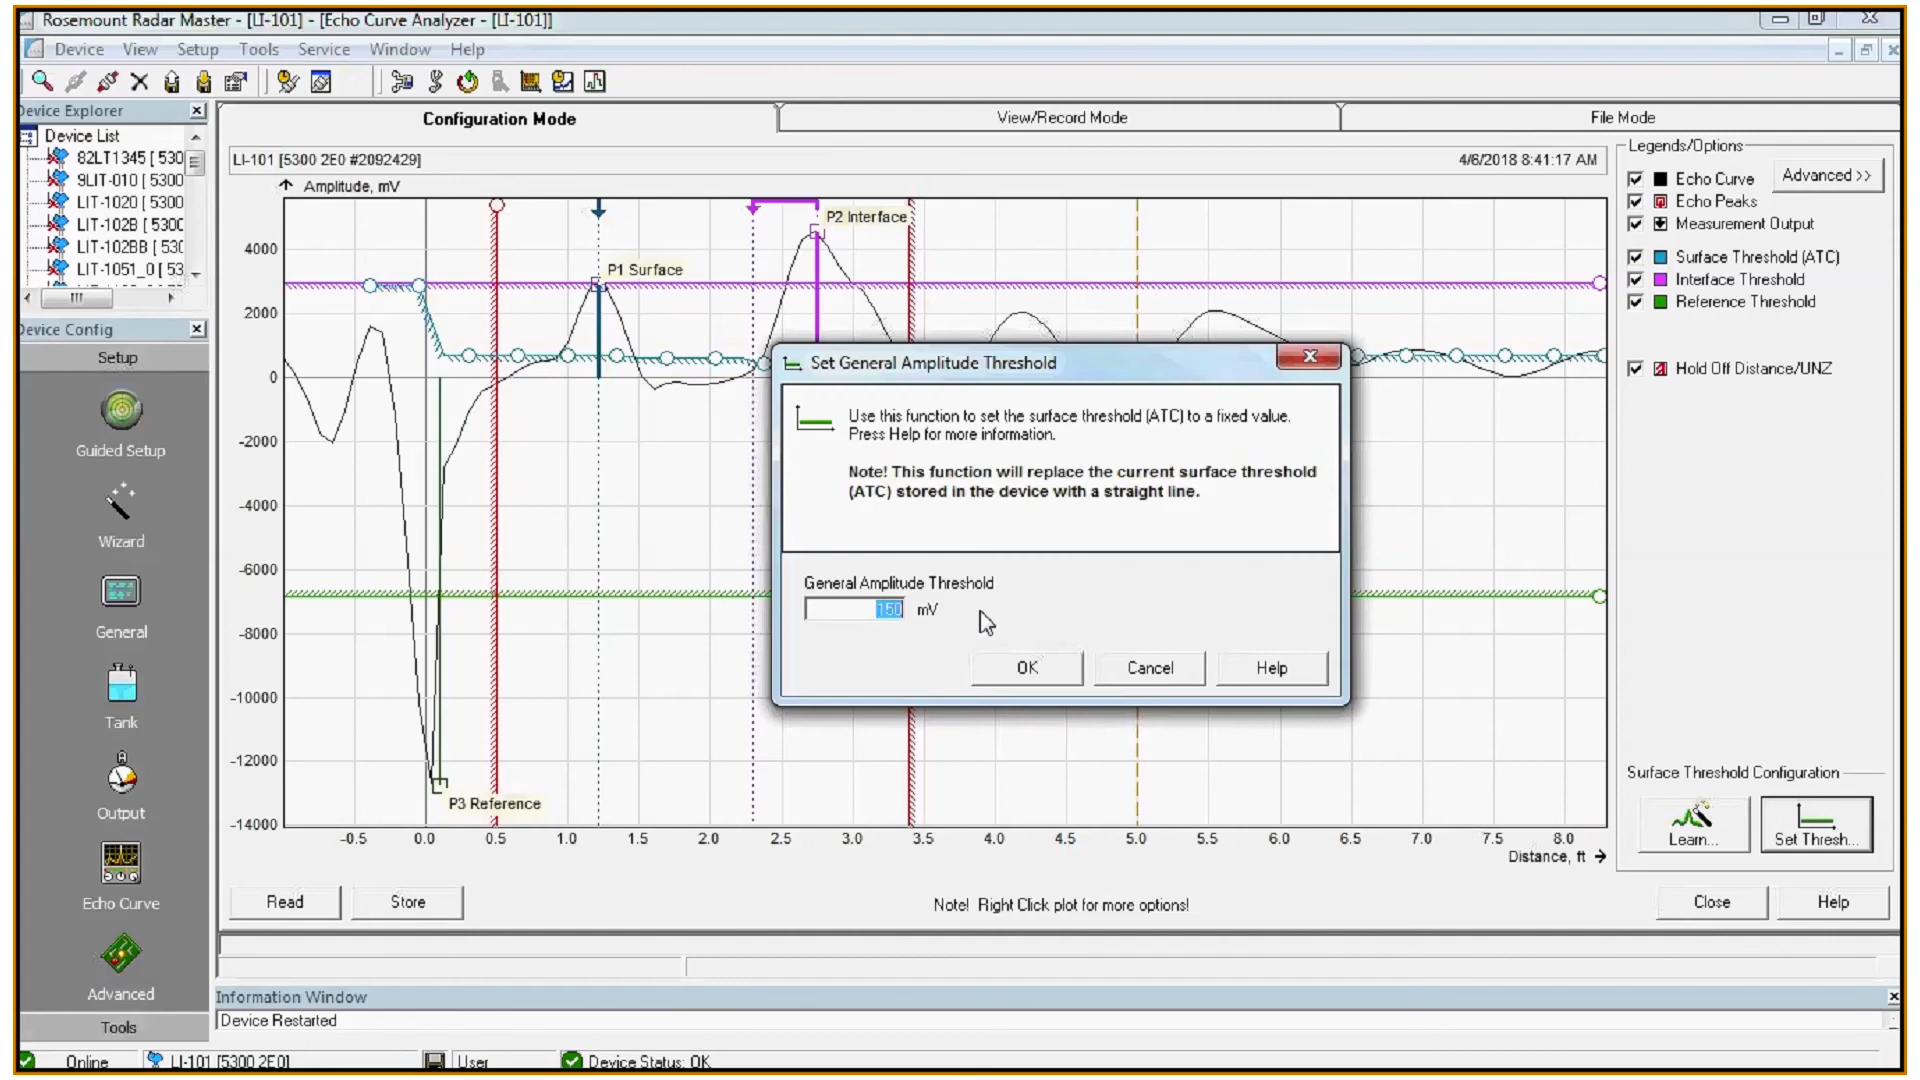 Rosemount Radar Master - [LI-101] - [Echo Curve Analyzer - [LI-101]]
Device View Setup Tools Service Window Help
Device Explorer
Device List
82LT1345 [ 530
9LIT-010 [ 5300
LIT-1020 [ 5300
LIT-102B [ 5300
LIT-102BB [ 530
LIT-1051_0 [ 53
Device Config
Setup
Guided Setup
Wizard
General
Tank
Output
Echo Curve
Advanced
Tools
Configuration Mode
View/Record Mode
File Mode
LI-101 [5300 2E0 #2092429]
4/6/2018 8:41:17 AM
Amplitude, mV
4000
2000
0
-2000
-4000
-6000
-8000
-10000
-12000
-14000
P1 Surface
P2 Interface
P3 Reference
-0.5 0.0 0.5 1.0 1.5 2.0 2.5 3.0 3.5 4.0 4.5 5.0 5.5 6.0 6.5 7.0 7.5 8.0
Distance, ft
Set General Amplitude Threshold
Use this function to set the surface threshold (ATC) to a fixed value.
Press Help for more information.
Note! This function will replace the current surface threshold
(ATC) stored in the device with a straight line.
General Amplitude Threshold
150 mV
OK Cancel Help
Legends/Options
Advanced >>
Echo Curve
Echo Peaks
Measurement Output
Surface Threshold (ATC)
Interface Threshold
Reference Threshold
Hold Off Distance/UNZ
Surface Threshold Configuration
Learn... Set Thresh...
Read Store
Note! Right Click plot for more options!
Close Help
Information Window
Device Restarted
Online LI-101 [5300 2E0] User Device Status: OK